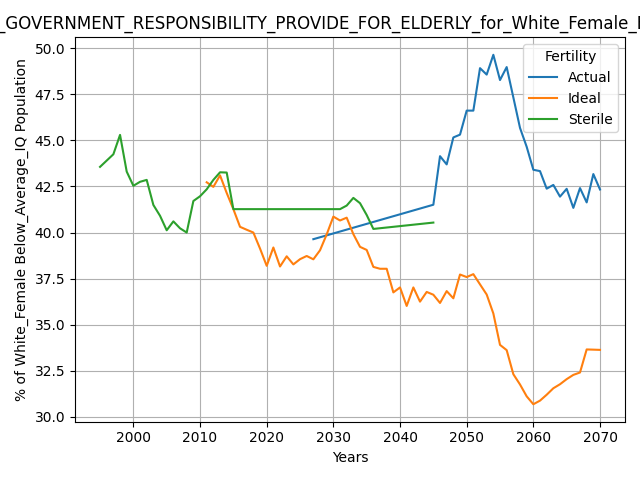 _GOVERNMENT_RESPONSIBILITY_PROVIDE_FOR_ELDERLY_for_White_Female_
% of White_Female Below_Average_IQ Population
50.0
47.5
45.0
42.5
40.0
37.5
35.0
32.5
30.0
Fertility
Actual
Ideal
Sterile
2000
2010
2020
2030
2040
2050
2060
2070
Years